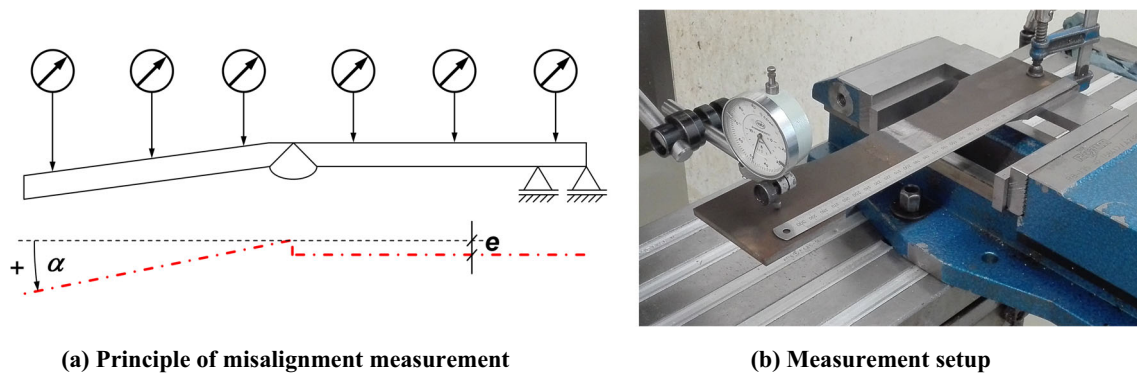 + α
e
(a) Principle of misalignment measurement
(b) Measurement setup